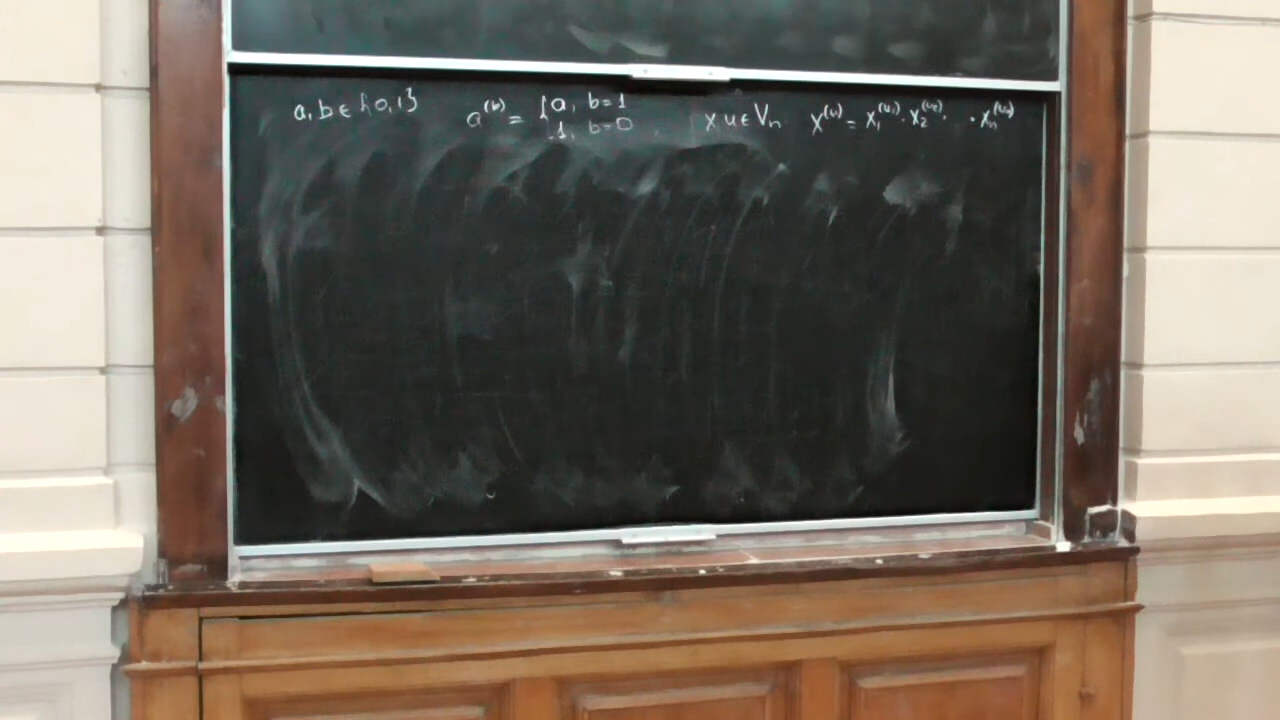 a, b ∈ {0, 1}   a^(b) = { a, b=1 ; 1, b=0 ,   x, u ∈ V_n   x^(u) = x_1^(u_1) · x_2^(u_2) · · x_n^(u_n)